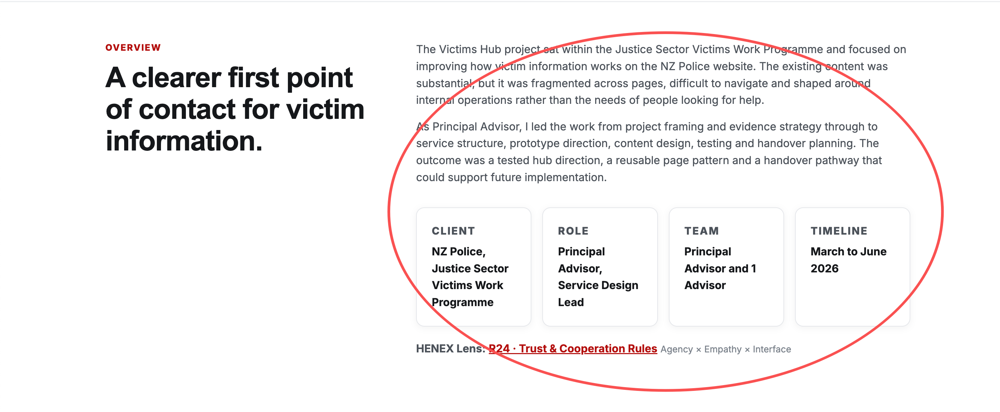 OVERVIEW
A clearer first point
of contact for victim
information.
The Victims Hub project sat within the Justice Sector Victims Work Programme and focused on
improving how victim information works on the NZ Police website. The existing content was
substantial, but it was fragmented across pages, difficult to navigate and shaped around
internal operations rather than the needs of people looking for help.
As Principal Advisor, I led the work from project framing and evidence strategy through to
service structure, prototype direction, content design, testing and handover planning. The
outcome was a tested hub direction, a reusable page pattern and a handover pathway that
could support future implementation.
CLIENT
NZ Police,
Justice Sector
Victims Work
Programme
ROLE
Principal
Advisor,
Service Design
Lead
TEAM
Principal
Advisor and 1
Advisor
TIMELINE
March to June
2026
HENEX Lens: R24 · Trust & Cooperation Rules Agency × Empathy × Interface